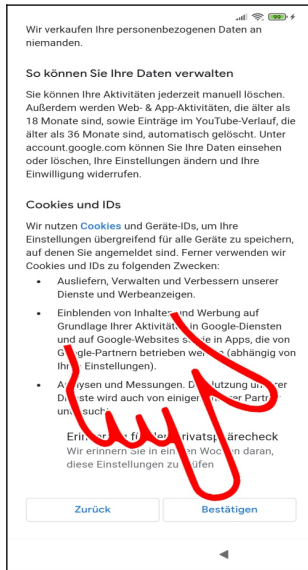 99
Wir verkaufen Ihre personenbezogenen Daten an
niemanden.
So können Sie Ihre Daten verwalten
Sie können Ihre Aktivitäten jederzeit manuell löschen.
Außerdem werden Web- & App-Aktivitäten, die älter als
18 Monate sind, sowie Einträge im YouTube-Verlauf, die
älter als 36 Monate sind, automatisch gelöscht. Unter
account.google.com können Sie Ihre Daten einsehen
oder löschen, Ihre Einstellungen ändern und Ihre
Einwilligung widerrufen.
Cookies und IDs
Wir nutzen Cookies und Geräte-IDs, um Ihre
Einstellungen übergreifend für alle Geräte zu speichern,
auf denen Sie angemeldet sind. Ferner verwenden wir
Cookies und IDs zu folgenden Zwecken:
• Ausliefern, Verwalten und Verbessern unserer
Dienste und Werbeanzeigen.
• Einblenden von Inhalten und Werbung auf
Grundlage Ihrer Aktivitäten in Google-Diensten
und auf Google-Websites sowie in Apps, die von
Google-Partnern betrieben werden (abhängig von
Ihren Einstellungen).
• Analysen und Messungen. Die Nutzung unserer
Dienste wird auch von einigen unserer Partner
untersucht.
Erinnerung für den Privatsphärecheck
Wir erinnern Sie in einigen Wochen daran,
diese Einstellungen zu prüfen
Zurück
Bestätigen